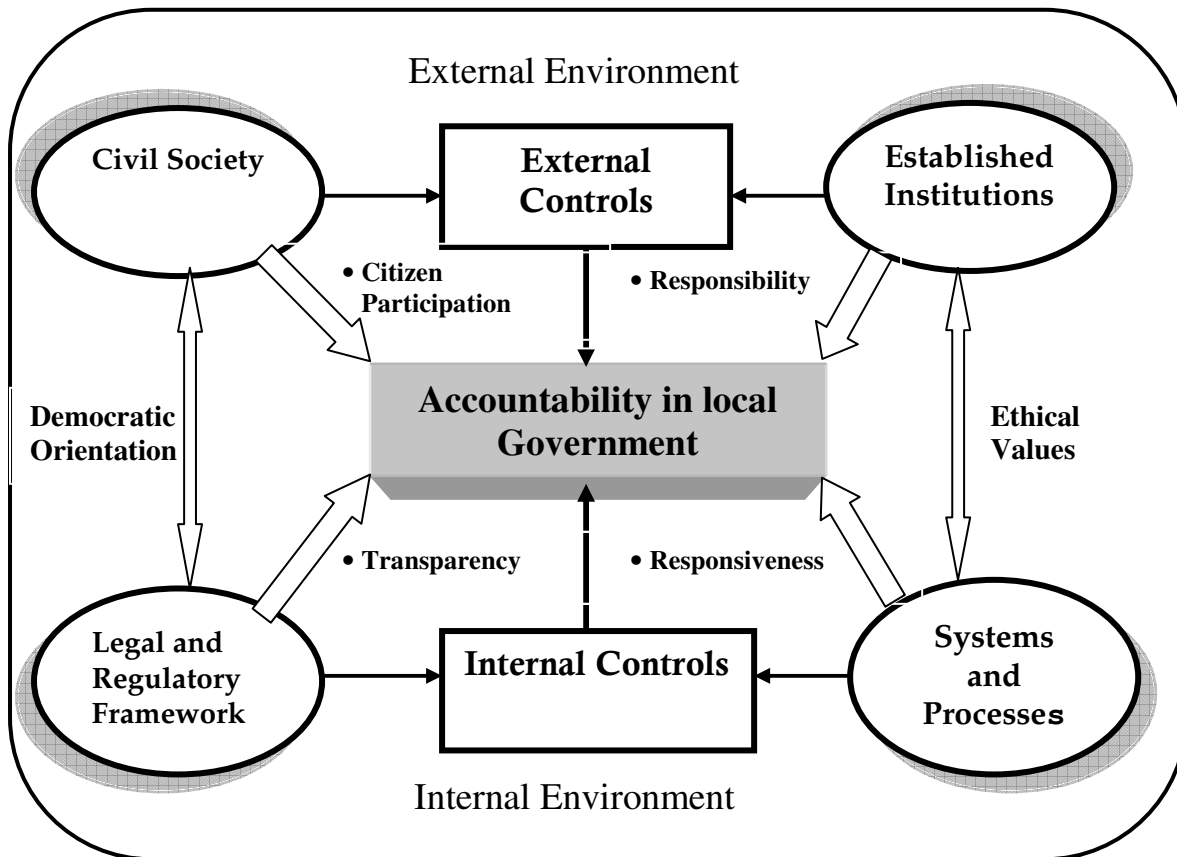 External Environment
Civil Society
External
Controls
Established
Institutions
• Citizen
Participation
• Responsibility
Democratic
Orientation
Accountability in local
Government
Ethical
Values
• Transparency
• Responsiveness
Legal and
Regulatory
Framework
Internal Controls
Systems
and
Processes
Internal Environment